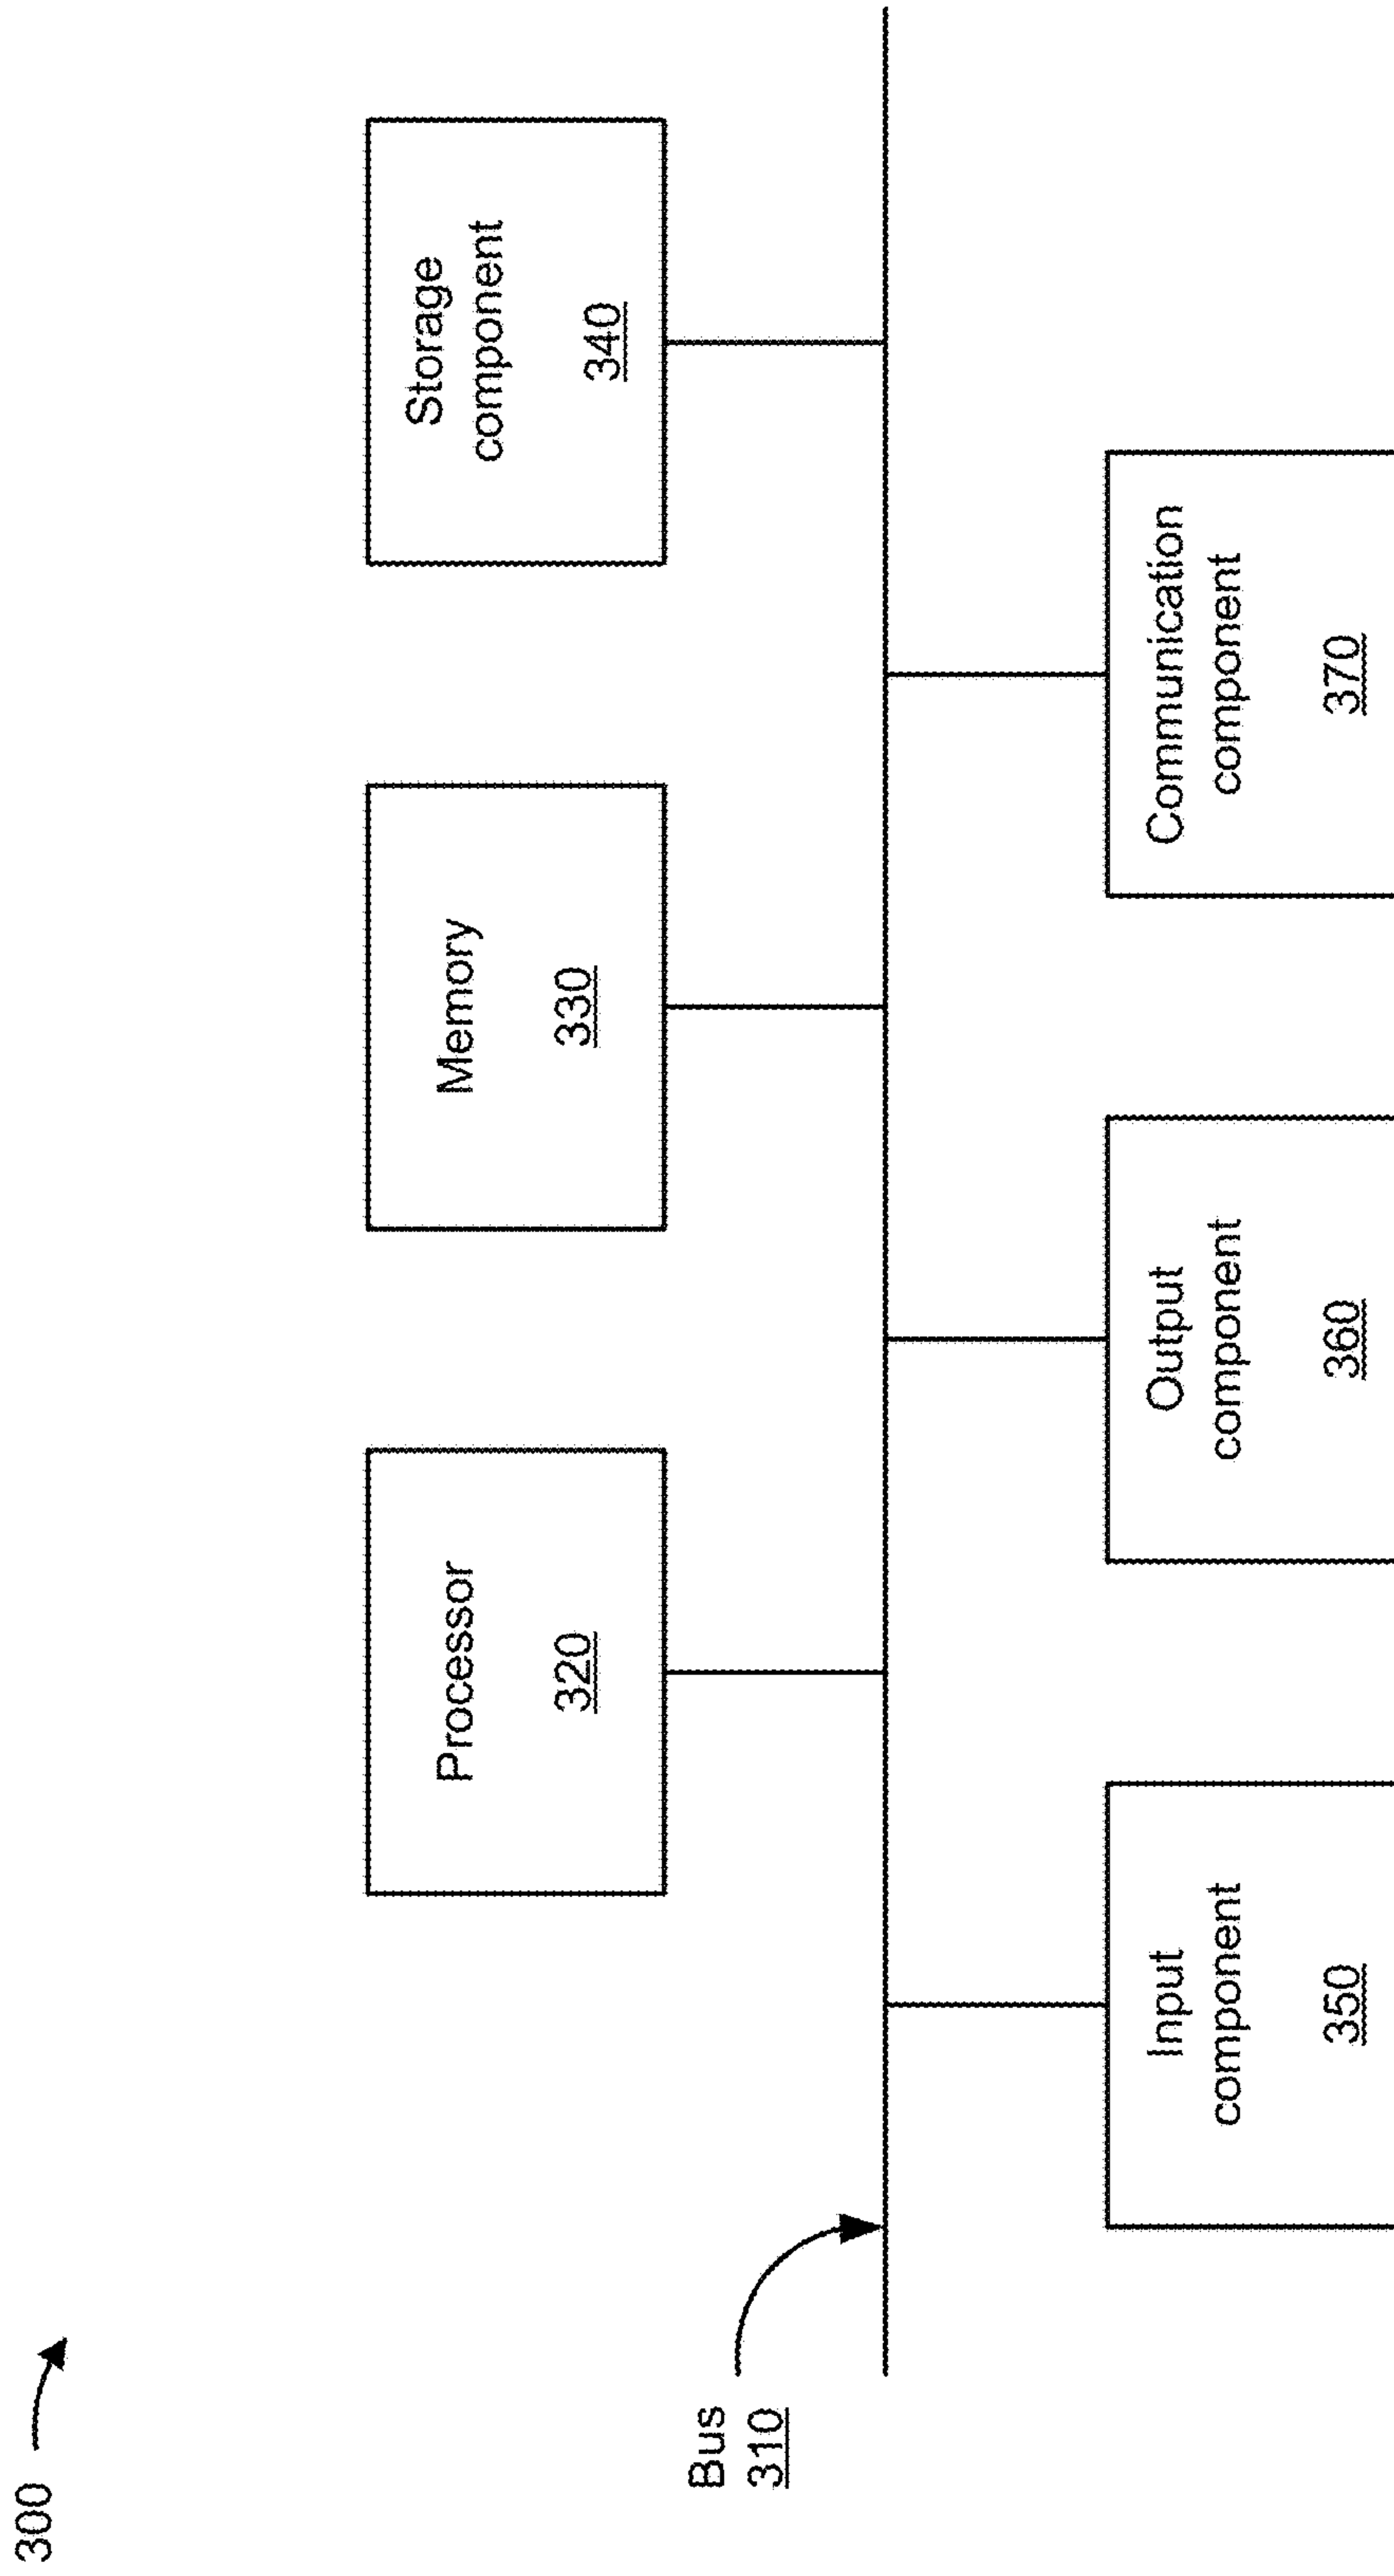 300
Processor
320
Memory
330
Storage
component
340
Bus
310
Input
component
350
Output
component
360
Communication
component
370